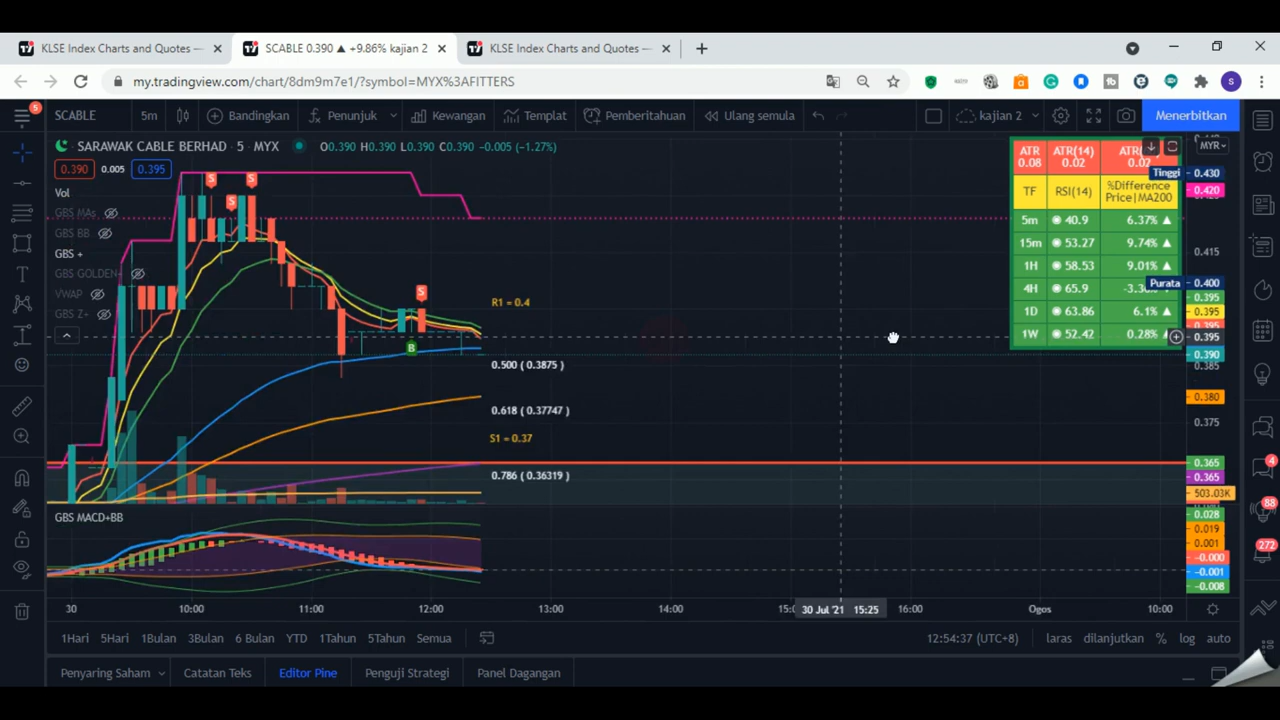 KLSE Index Charts and Quotes —
SCABLE 0.390 ▲ +9.86% kajian 2
KLSE Index Charts and Quotes —
my.tradingview.com/chart/8dm9m7e1/?symbol=MYX%3AFITTERS
5
SCABLE
5m
Bandingkan
Penunjuk
Kewangan
Templat
Pemberitahuan
Ulang semula
kajian 2
Menerbitkan
SARAWAK CABLE BERHAD · 5 · MYX
O0.390 H0.390 L0.390 C0.390 -0.005 (-1.27%)
MYR
0.390 0.005 0.395
Vol
GBS MAs
GBS BB
GBS +
GBS GOLDEN+
VWAP
GBS Z+
ATR 0.08
ATR(14) 0.02
ATR( 0.02
TF RSI(14) %Difference Price|MA200
5m 40.9 6.37% ▲
15m 53.27 9.74% ▲
1H 58.53 9.01% ▲
4H 65.9
1D 63.86 6.1% ▲
1W 52.42 0.28%
Tinggi 0.430
0.420
0.415
Purata 0.400
0.395
0.395
0.395
0.390
0.385
0.380
0.375
0.365
0.365
503.03K
0.028
0.019
0.001
-0.000
-0.001
-0.008
S
S
S
S
B
R1 = 0.4
0.500 ( 0.3875 )
0.618 ( 0.37747 )
S1 = 0.37
0.786 ( 0.36319 )
GBS MACD+BB
4
88
272
30 10:00 11:00 12:00 13:00 14:00 30 Jul '21 15:25 16:00 Ogos 10:00
1Hari 5Hari 1Bulan 3Bulan 6 Bulan YTD 1Tahun 5Tahun Semua
12:54:37 (UTC+8) laras dilanjutkan % log auto
Penyaring Saham Catatan Teks Editor Pine Penguji Strategi Panel Dagangan